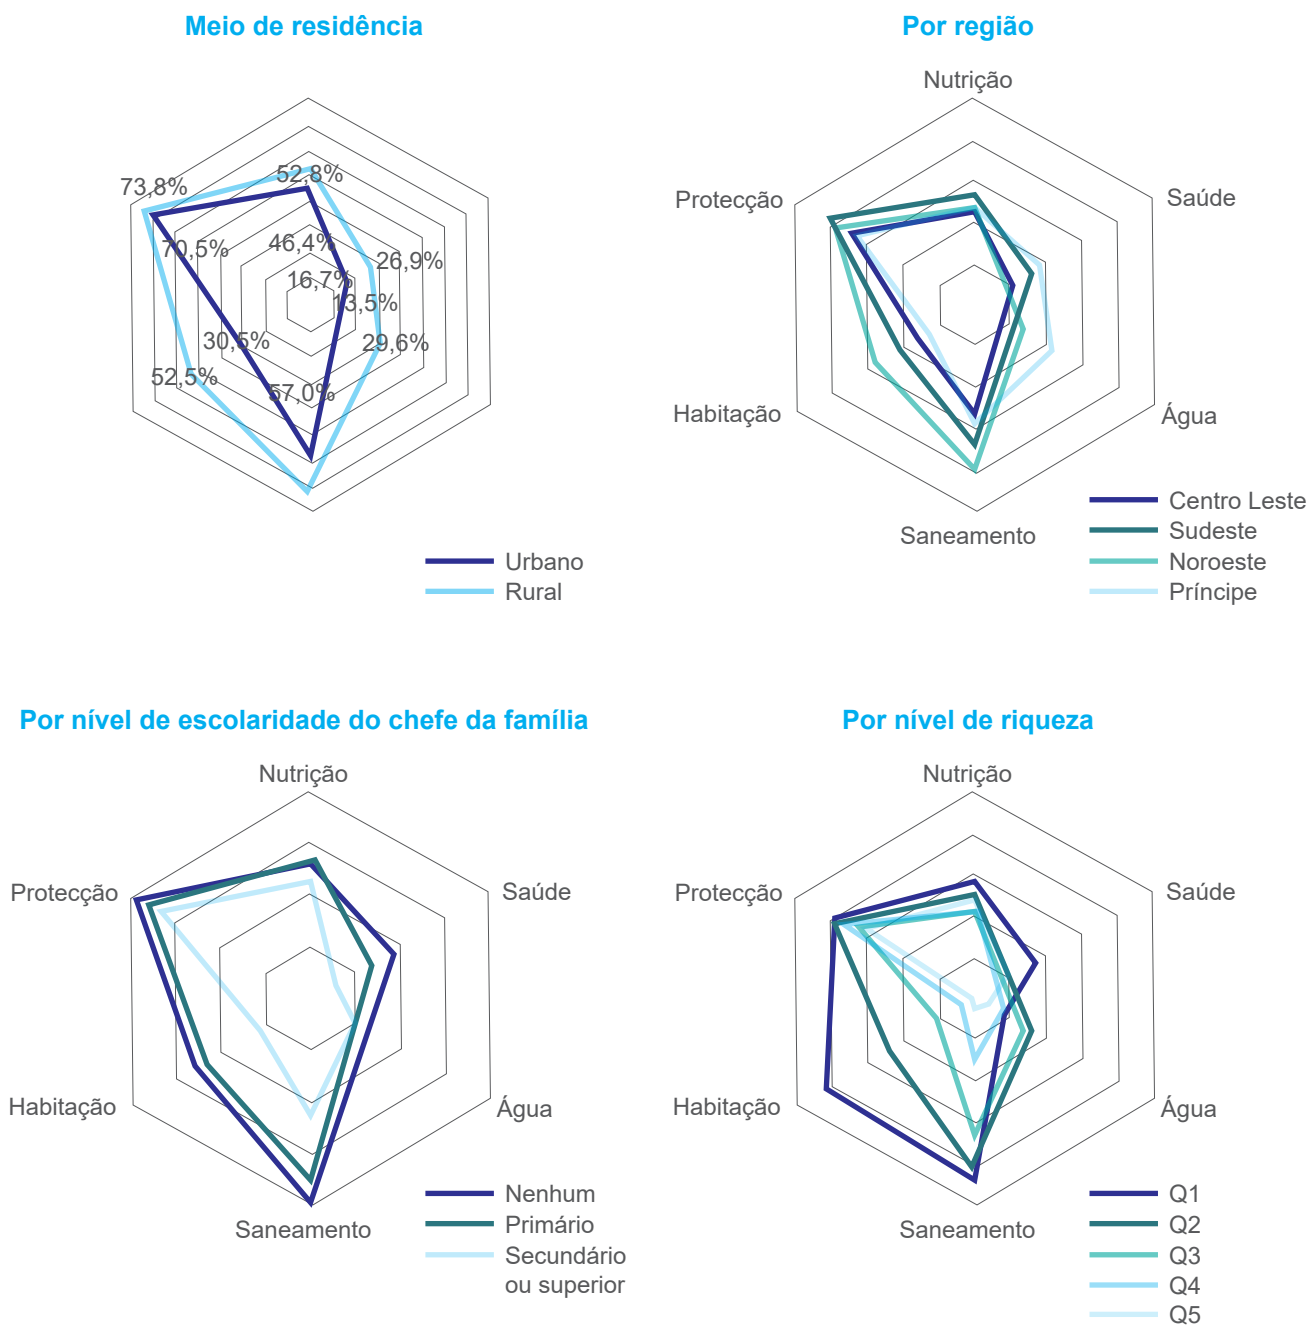 Meio de residência
52,8%
73,8%
46,4%
70,5%
26,9%
16,7%
13,5%
30,5%
29,6%
52,5%
57,0%
Urbano
Rural
Por região
Nutrição
Protecção
Saúde
Habitação
Água
Saneamento
Centro Leste
Sudeste
Noroeste
Príncipe
Por nível de escolaridade do chefe da família
Nutrição
Protecção
Saúde
Habitação
Água
Saneamento
Nenhum
Primário
Secundário
ou superior
Por nível de riqueza
Nutrição
Protecção
Saúde
Habitação
Água
Saneamento
Q1
Q2
Q3
Q4
Q5